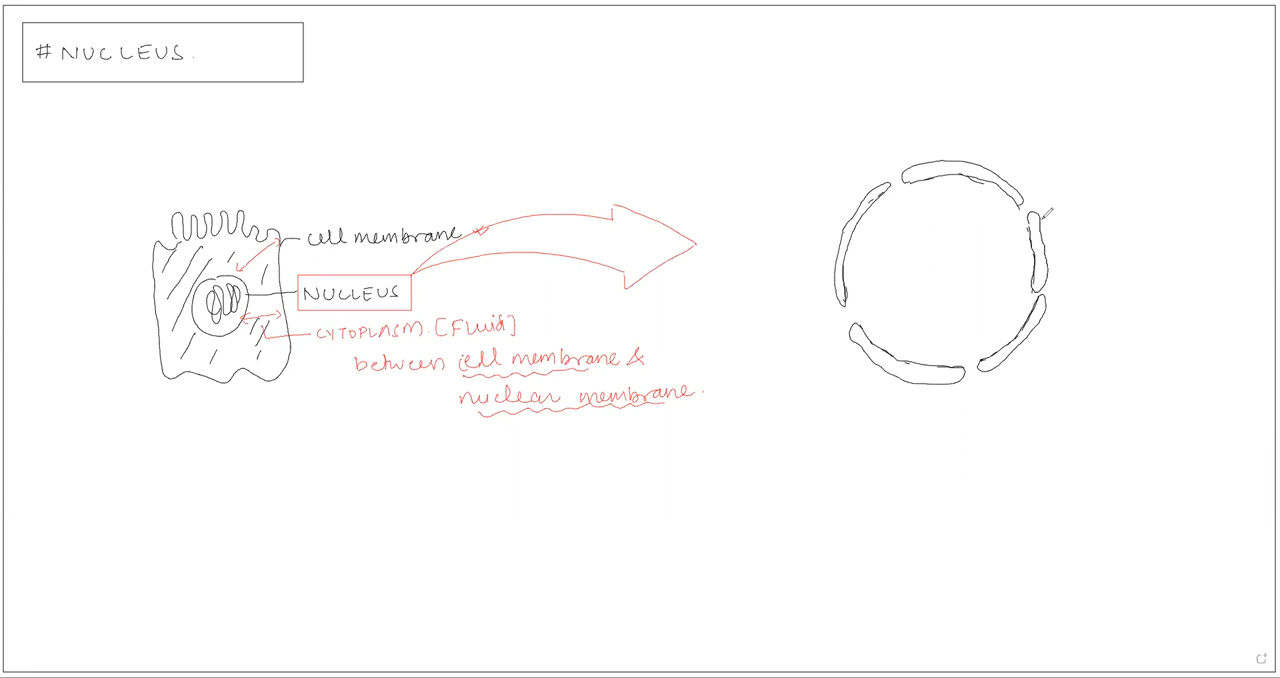 # NUCLEUS.
cell membrane
NUCLEUS
CYTOPLASM. [Fluid]
between cell membrane &
nuclear membrane.